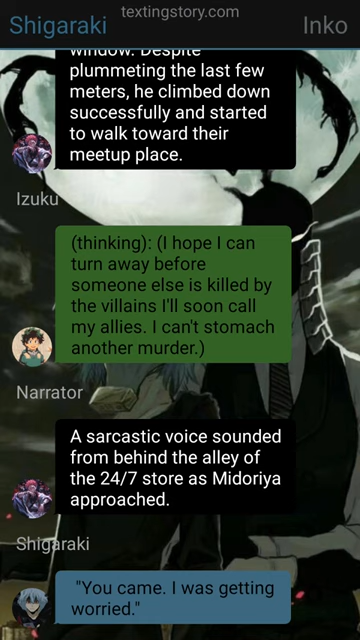 textingstory.com
Shigaraki
Inko
window. Despite
plummeting the last few
meters, he climbed down
successfully and started
to walk toward their
meetup place.
Izuku
(thinking): (I hope I can
turn away before
someone else is killed by
the villains I'll soon call
my allies. I can't stomach
another murder.)
Narrator
A sarcastic voice sounded
from behind the alley of
the 24/7 store as Midoriya
approached.
Shigaraki
"You came. I was getting
worried."